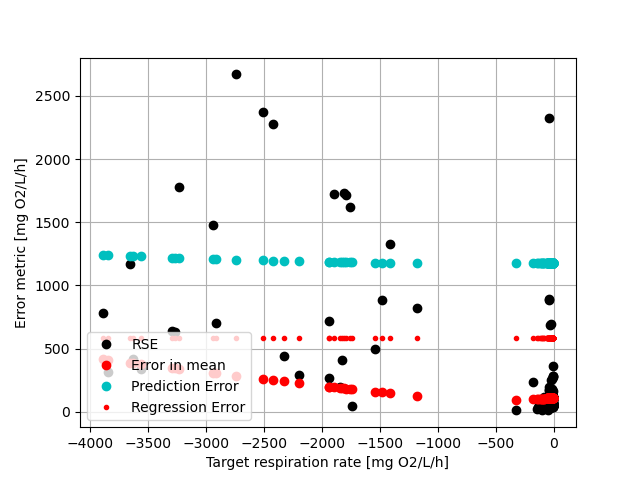 2500
2000
1500
1000
500
0
Error metric [mg O2/L/h]
RSE
Error in mean
Prediction Error
Regression Error
−4000 −3500 −3000 −2500 −2000 −1500 −1000 −500 0
Target respiration rate [mg O2/L/h]